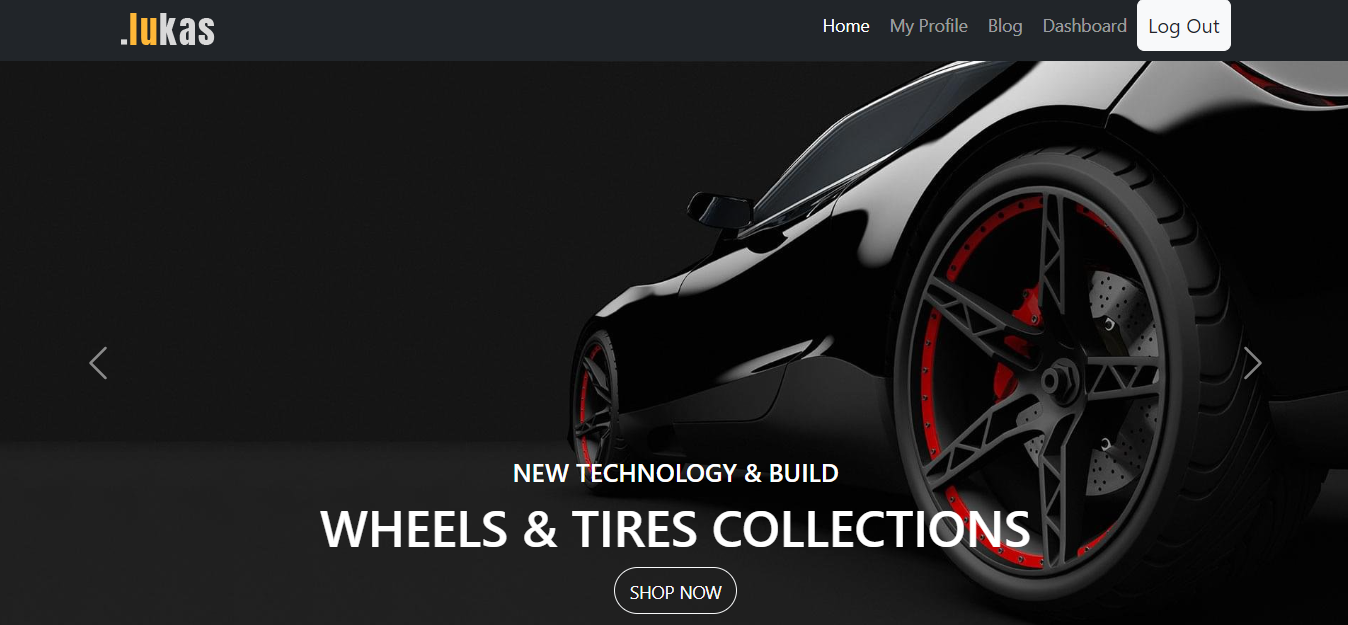 .lukas
Home My Profile Blog Dashboard Log Out
NEW TECHNOLOGY & BUILD
WHEELS & TIRES COLLECTIONS
SHOP NOW